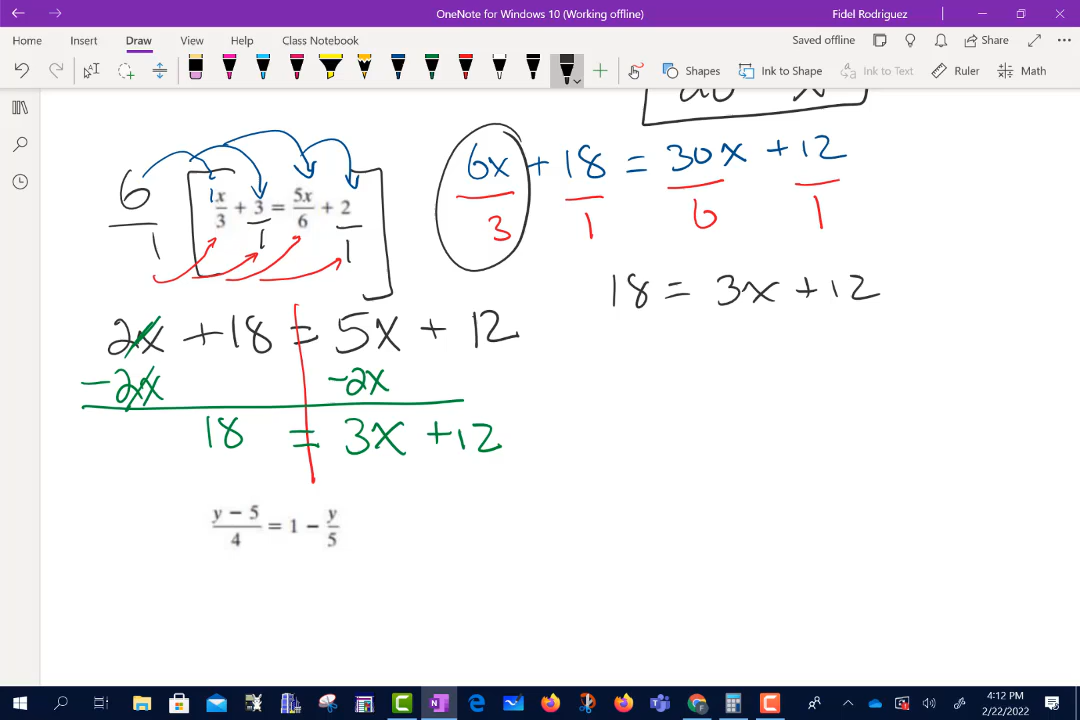 OneNote for Windows 10 (Working offline)
Fidel Rodriguez
Home Insert Draw View Help Class Notebook
Saved offline
Share
Shapes Ink to Shape Ink to Text Ruler Math
6/1 [1x/3 + 3/1 = 5x/6 + 2/1]
6x/3 + 18/1 = 30x/6 + 12/1
18 = 3x + 12
2x + 18 = 5x + 12
-2x -2x
18 = 3x + 12
(y − 5)/4 = 1 − y/5
4:12 PM
2/22/2022